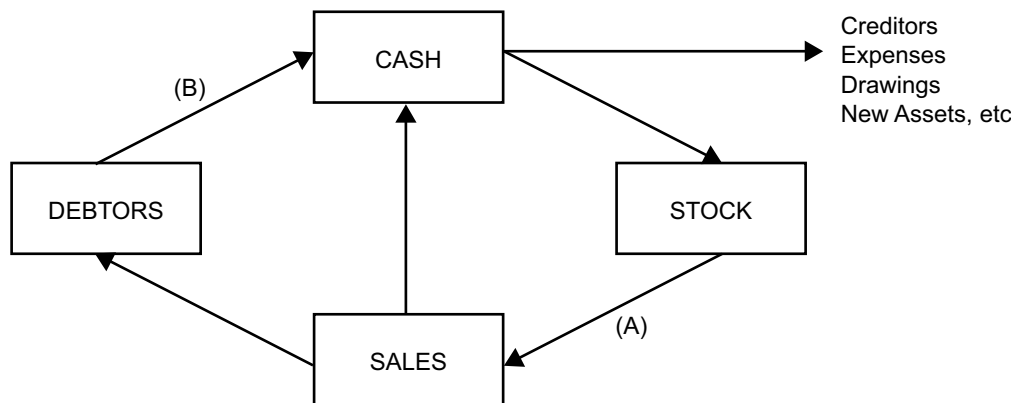 CASH
Creditors
Expenses
Drawings
New Assets, etc
(B)
DEBTORS
STOCK
(A)
SALES